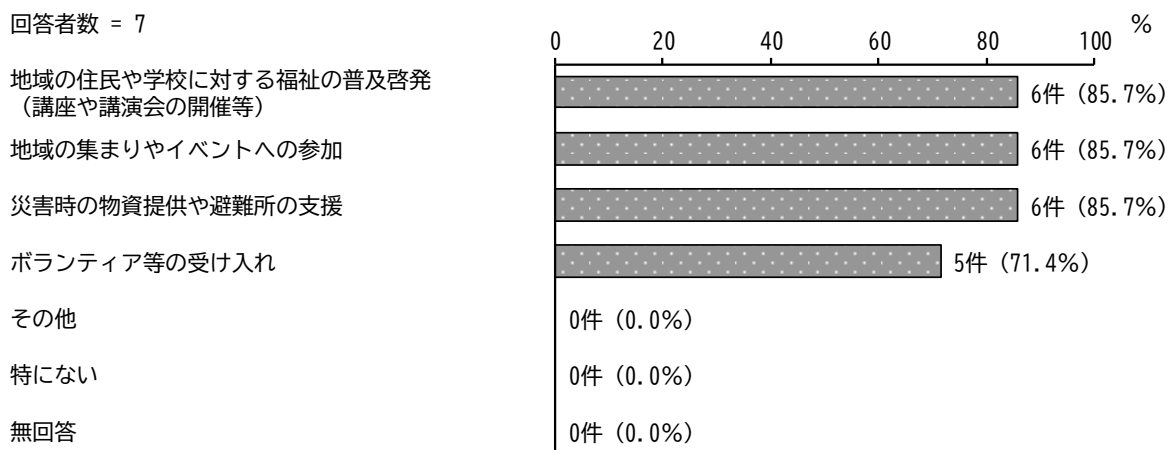 回答者数 = 7
0 20 40 60 80 100 %
地域の住民や学校に対する福祉の普及啓発
（講座や講演会の開催等）
6件 (85.7%)
地域の集まりやイベントへの参加
6件 (85.7%)
災害時の物資提供や避難所の支援
6件 (85.7%)
ボランティア等の受け入れ
5件 (71.4%)
その他
0件 (0.0%)
特にない
0件 (0.0%)
無回答
0件 (0.0%)